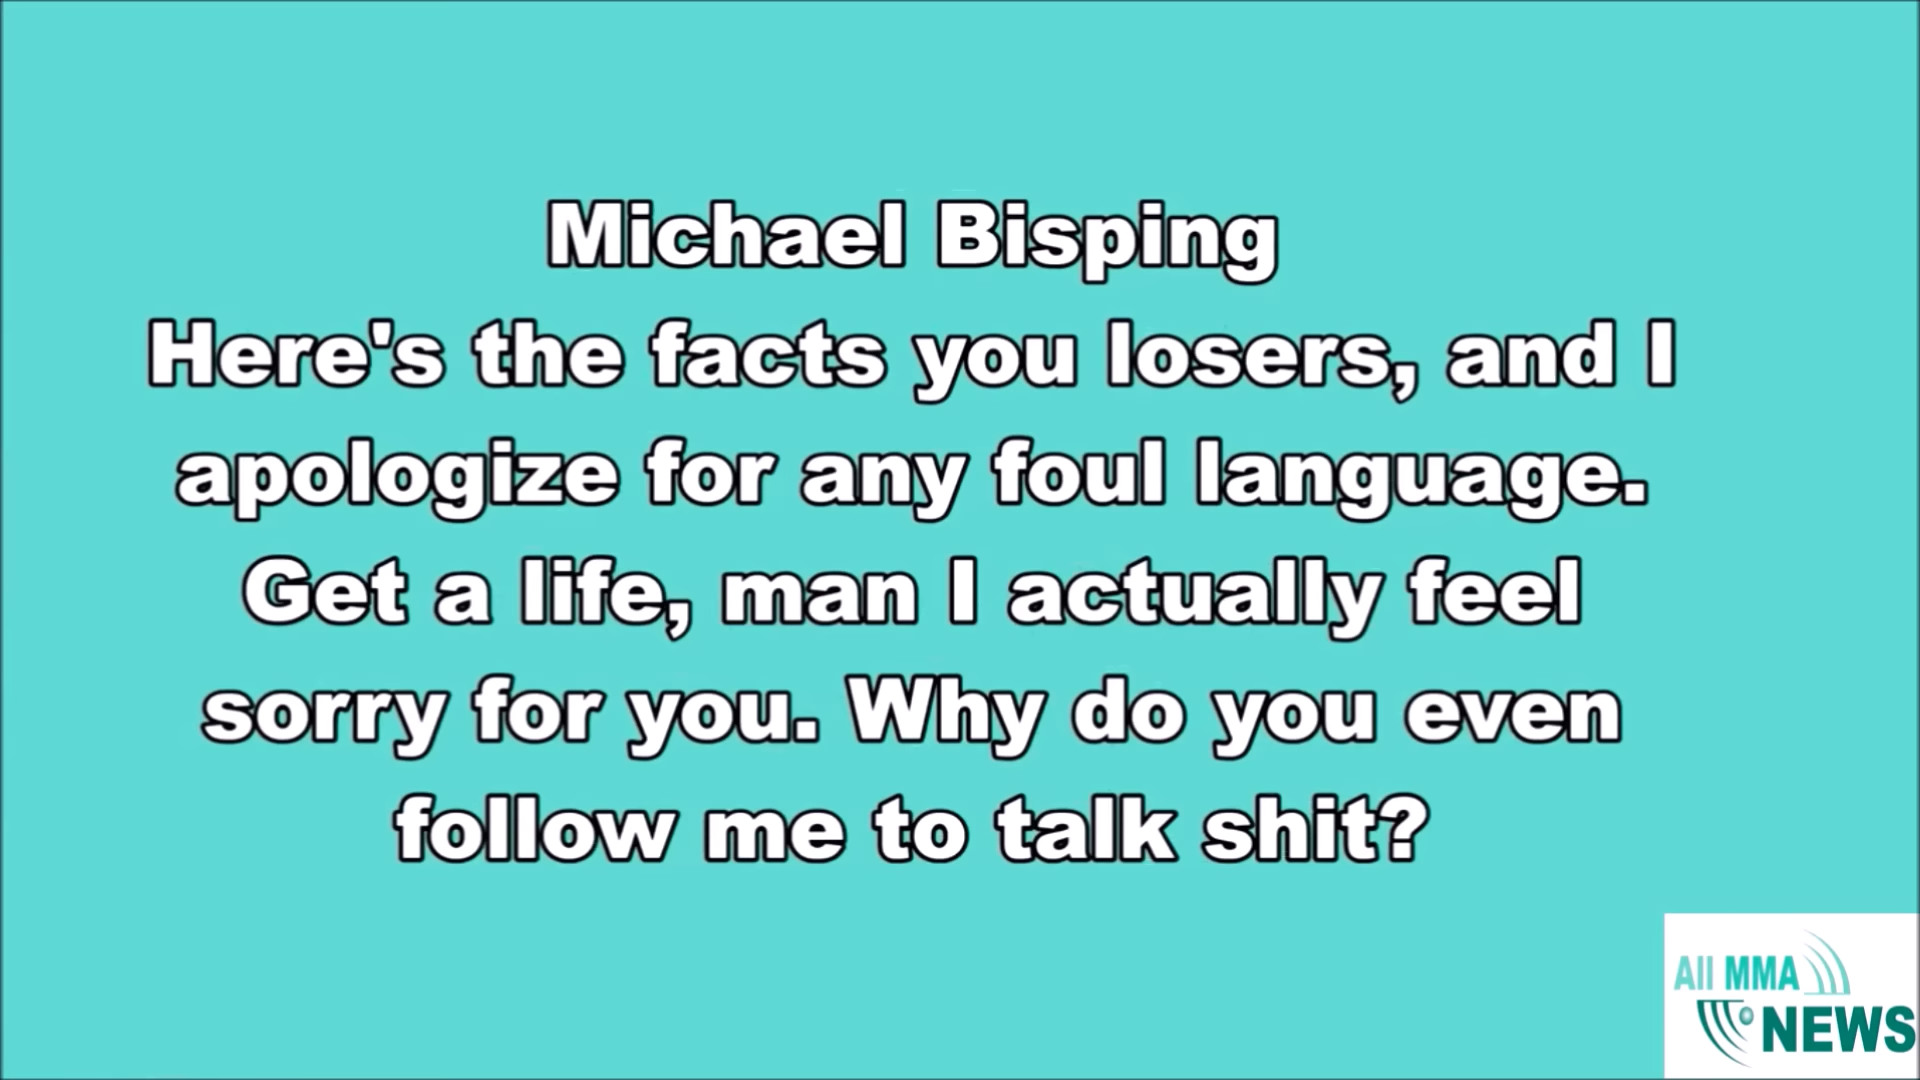 Michael Bisping
Here's the facts you losers, and I
apologize for any foul language.
Get a life, man I actually feel
sorry for you. Why do you even
follow me to talk shit?
All MMA
NEWS